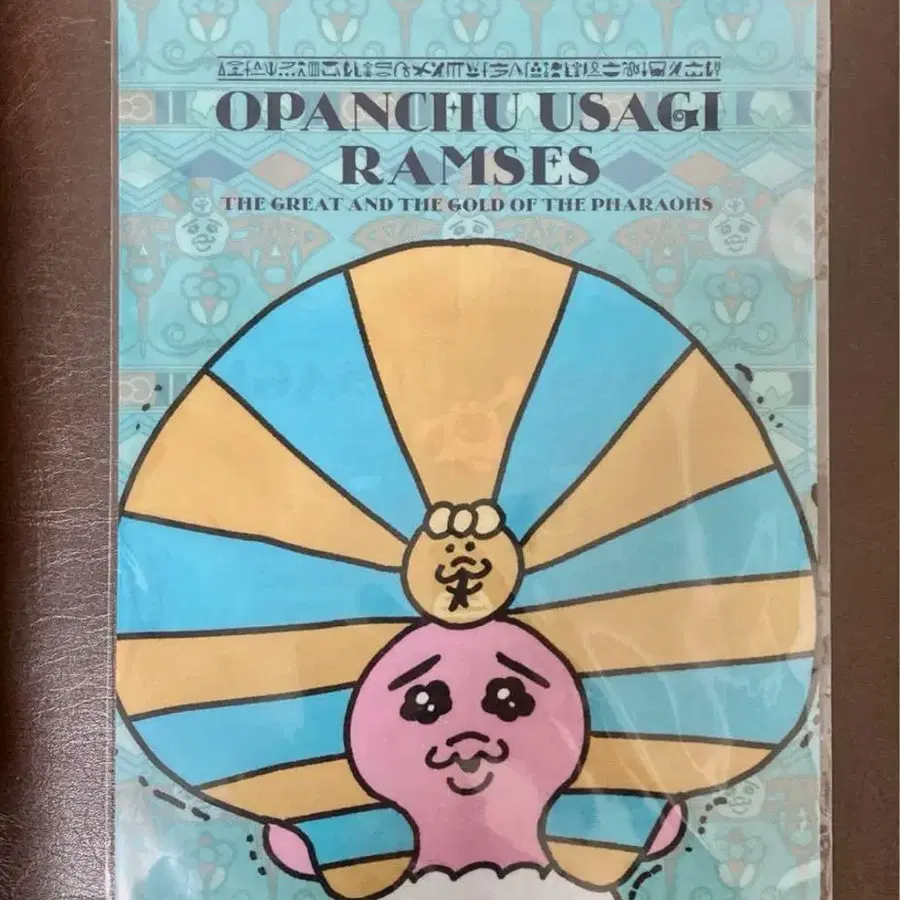 OPANCHU USAGI
RAMSES
THE GREAT AND THE GOLD OF THE PHARAOHS